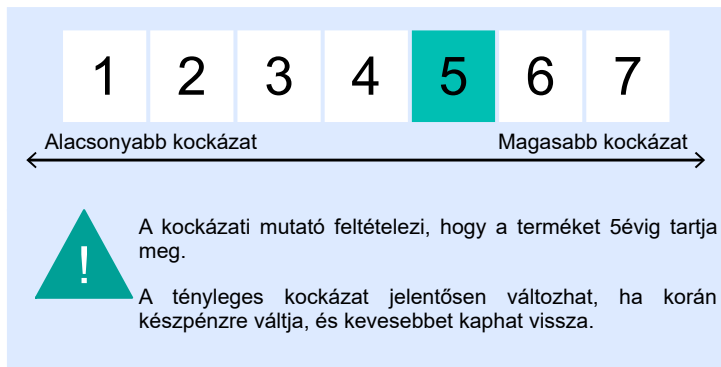 1 2 3 4 5 6 7
Alacsonyabb kockázat Magasabb kockázat
!
A kockázati mutató feltételezi, hogy a terméket 5évig tartja
meg.
A tényleges kockázat jelentősen változhat, ha korán
készpénzre váltja, és kevesebbet kaphat vissza.